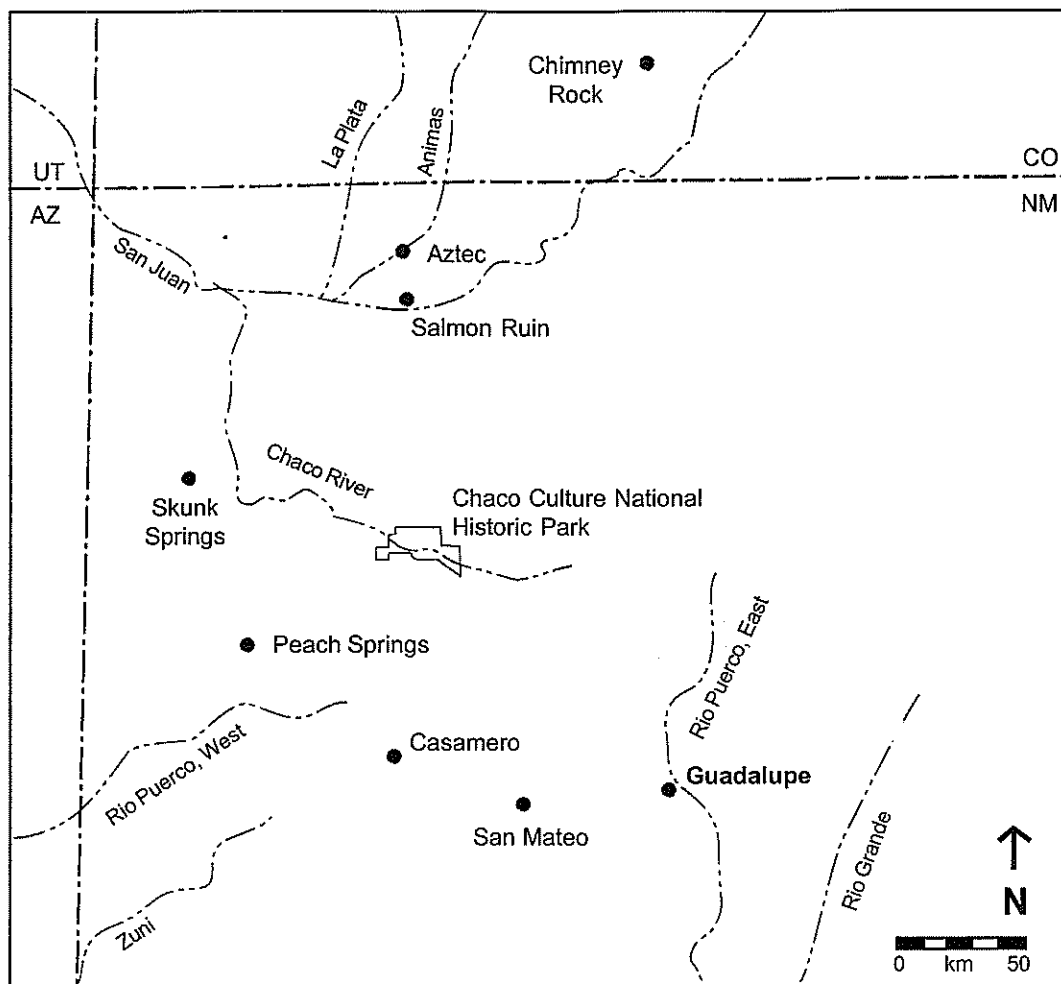 Chimney
Rock
La Plata
Animas
UT
CO
AZ
NM
San Juan
Aztec
Salmon Ruin
Chaco River
Skunk
Springs
Chaco Culture National
Historic Park
Peach Springs
Rio Puerco, East
Rio Puerco, West
Casamero
Guadalupe
San Mateo
Rio Grande
Zuni
N
0 km 50